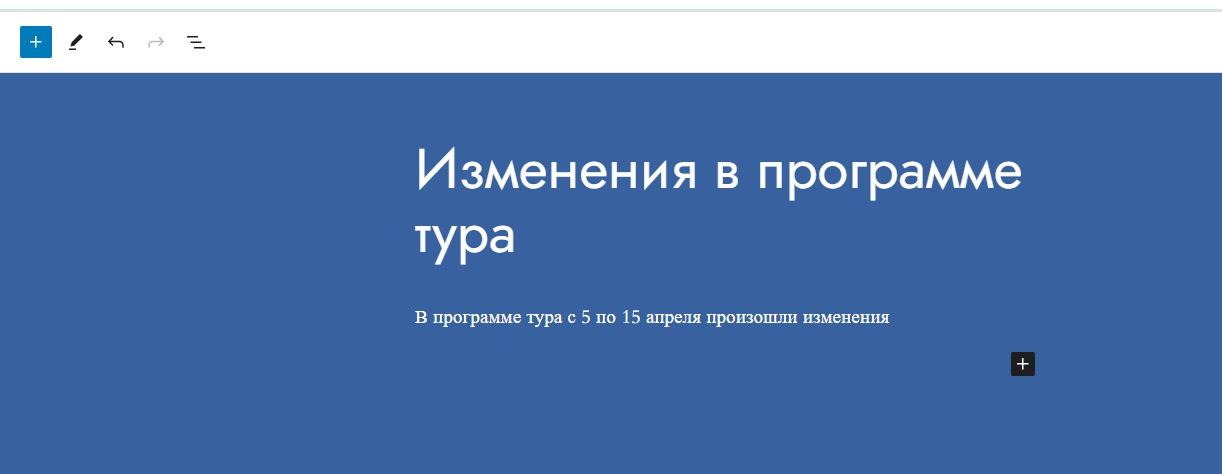 Изменения в программе
тура
В программе тура с 5 по 15 апреля произошли изменения